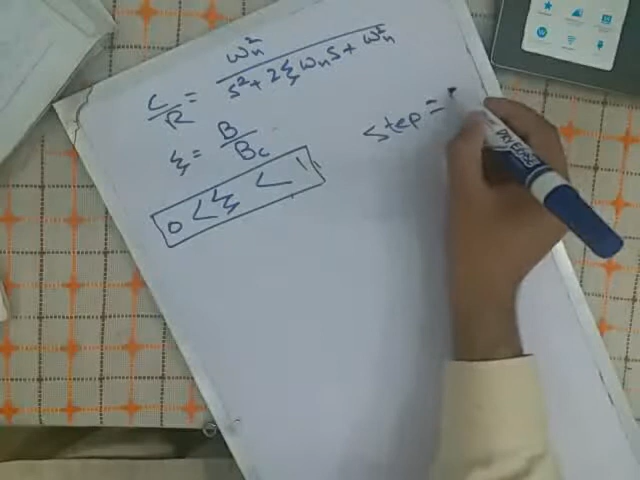 C/R = ωn²/(s² + 2ξωns + ωn²)
ξ = B/Bc
0 < ξ < 1
Step =